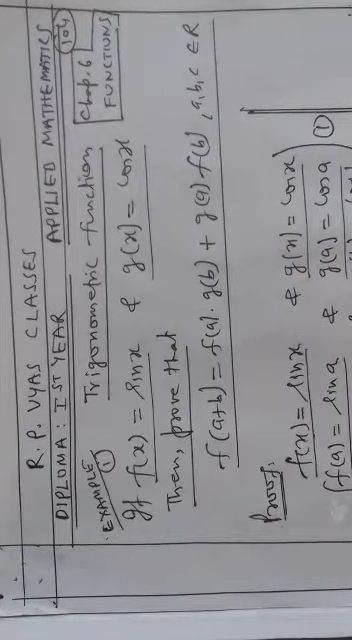 R. P. VYAS CLASSES
DIPLOMA: IST YEAR APPLIED MATHEMATICS
104
EXAMPLE ① Trigonometric function Chap. 6 FUNCTIONS
If f(x) = sinx & g(x) = cosx
Then, prove that
f(a+b) = f(a). g(b) + g(a) f(b), a,b,c ∈ R
Proof:
f(x) = sinx & g(x) = cosx
f(a) = sina & g(a) = cosa ①